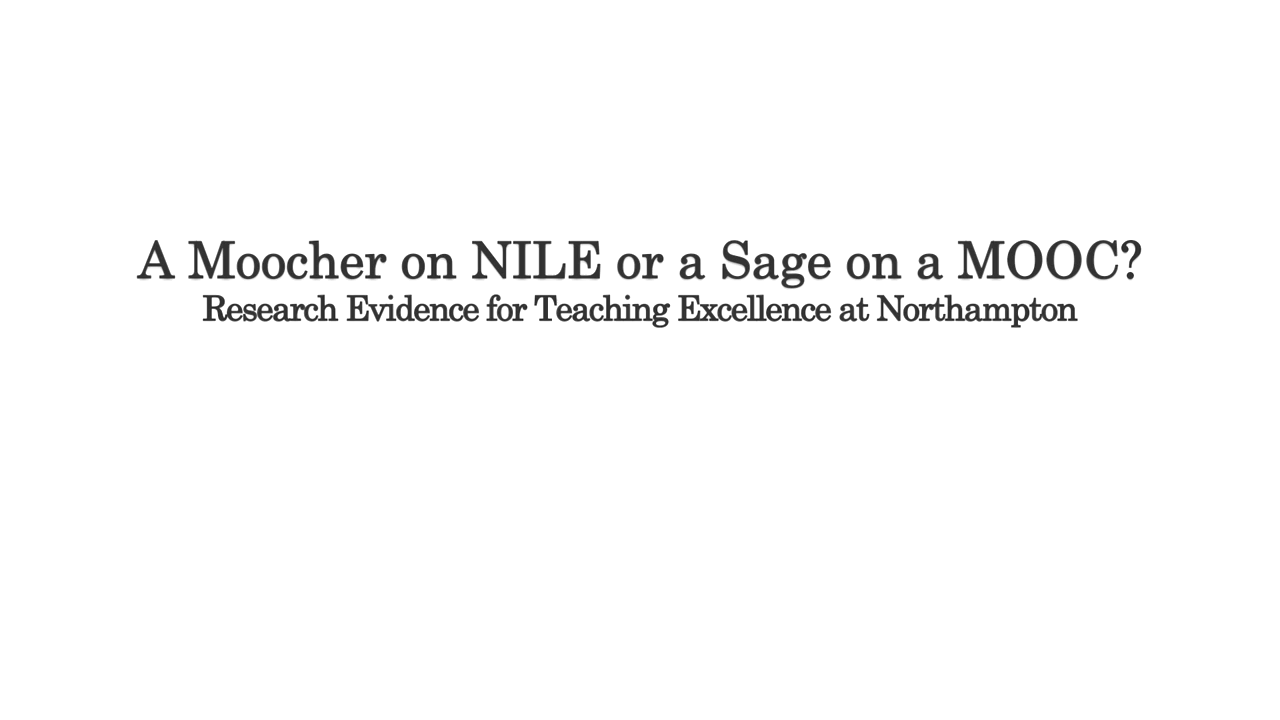 A Moocher on NILE or a Sage on a MOOC?
Research Evidence for Teaching Excellence at Northampton